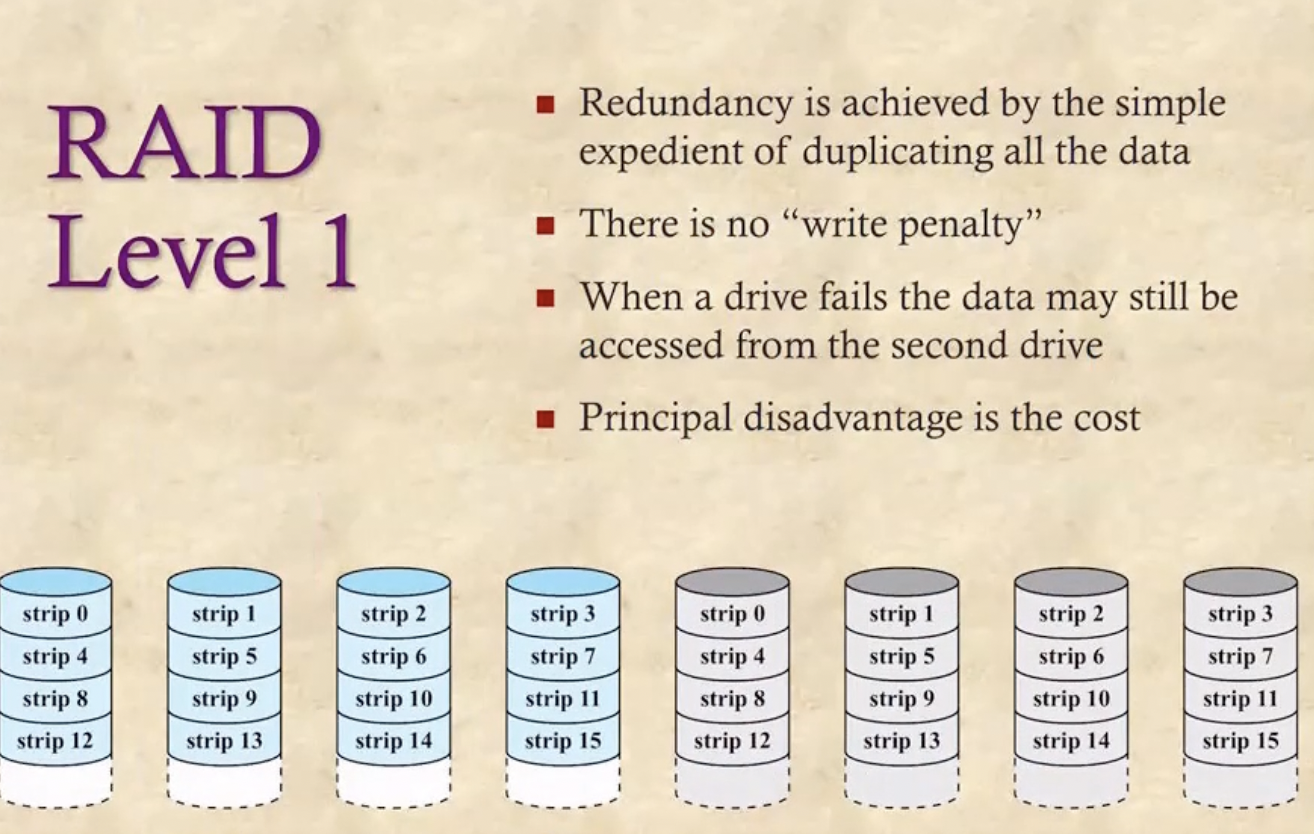 RAID
Level 1
Redundancy is achieved by the simple
expedient of duplicating all the data
There is no “write penalty”
When a drive fails the data may still be
accessed from the second drive
Principal disadvantage is the cost
strip 0 strip 1 strip 2 strip 3 strip 0 strip 1 strip 2 strip 3
strip 4 strip 5 strip 6 strip 7 strip 4 strip 5 strip 6 strip 7
strip 8 strip 9 strip 10 strip 11 strip 8 strip 9 strip 10 strip 11
strip 12 strip 13 strip 14 strip 15 strip 12 strip 13 strip 14 strip 15